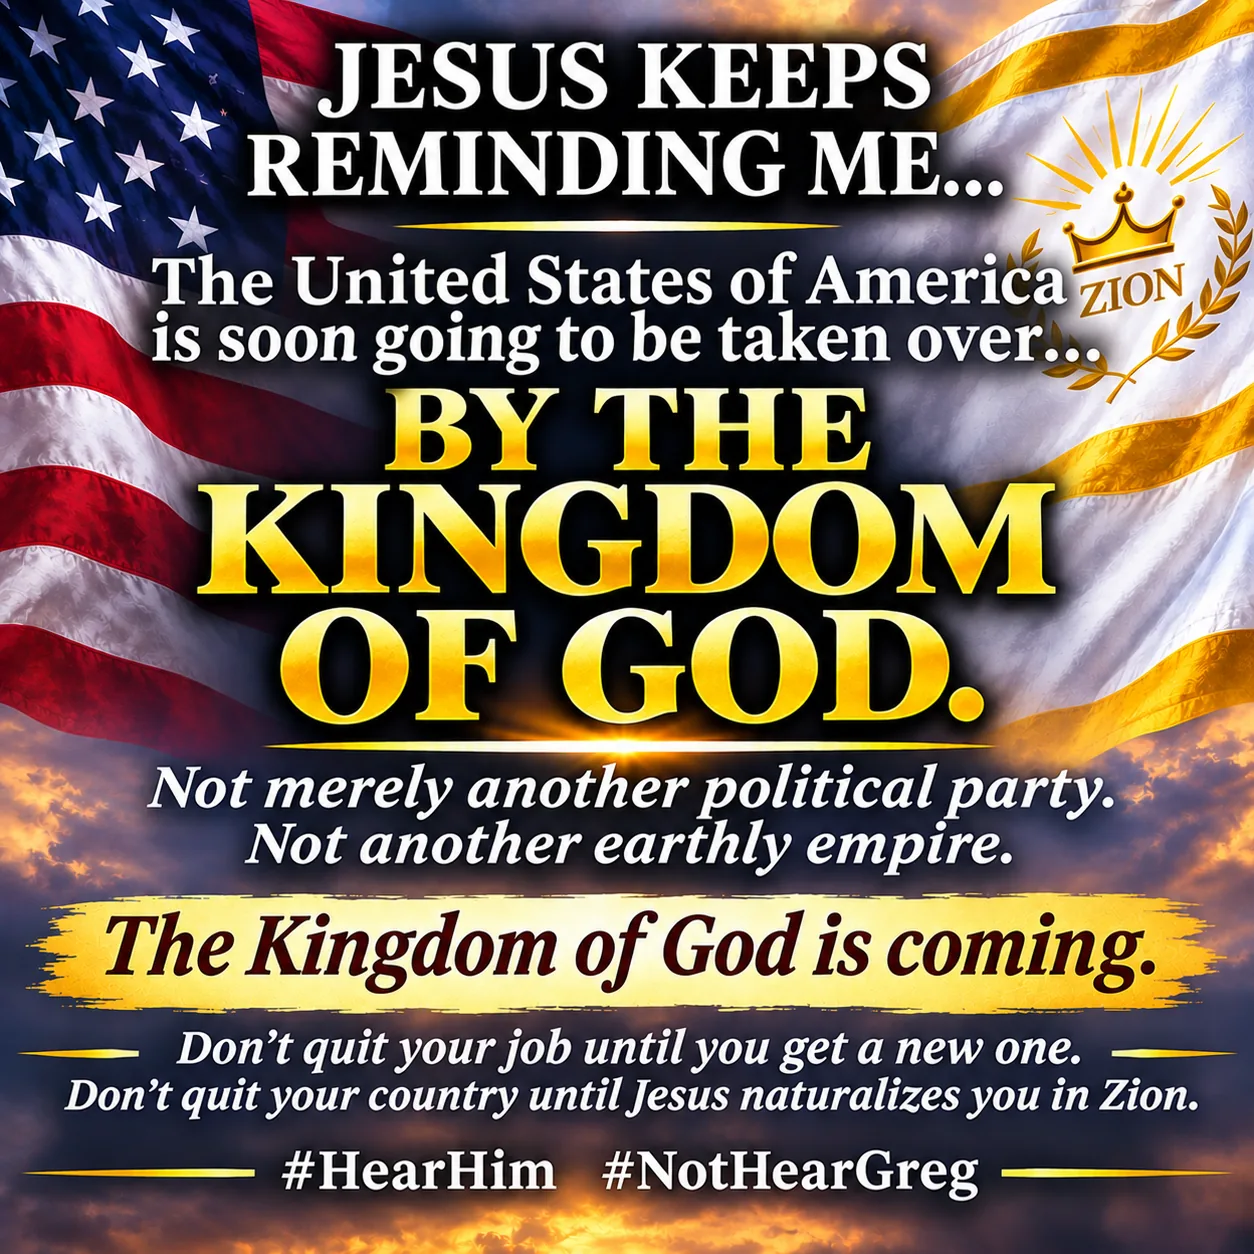 JESUS KEEPS
REMINDING ME...
The United States of America
is soon going to be taken over...
ZION
BY THE
KINGDOM
OF GOD.
Not merely another political party.
Not another earthly empire.
The Kingdom of God is coming.
Don't quit your job until you get a new one.
Don't quit your country until Jesus naturalizes you in Zion.
#HearHim #NotHearGreg